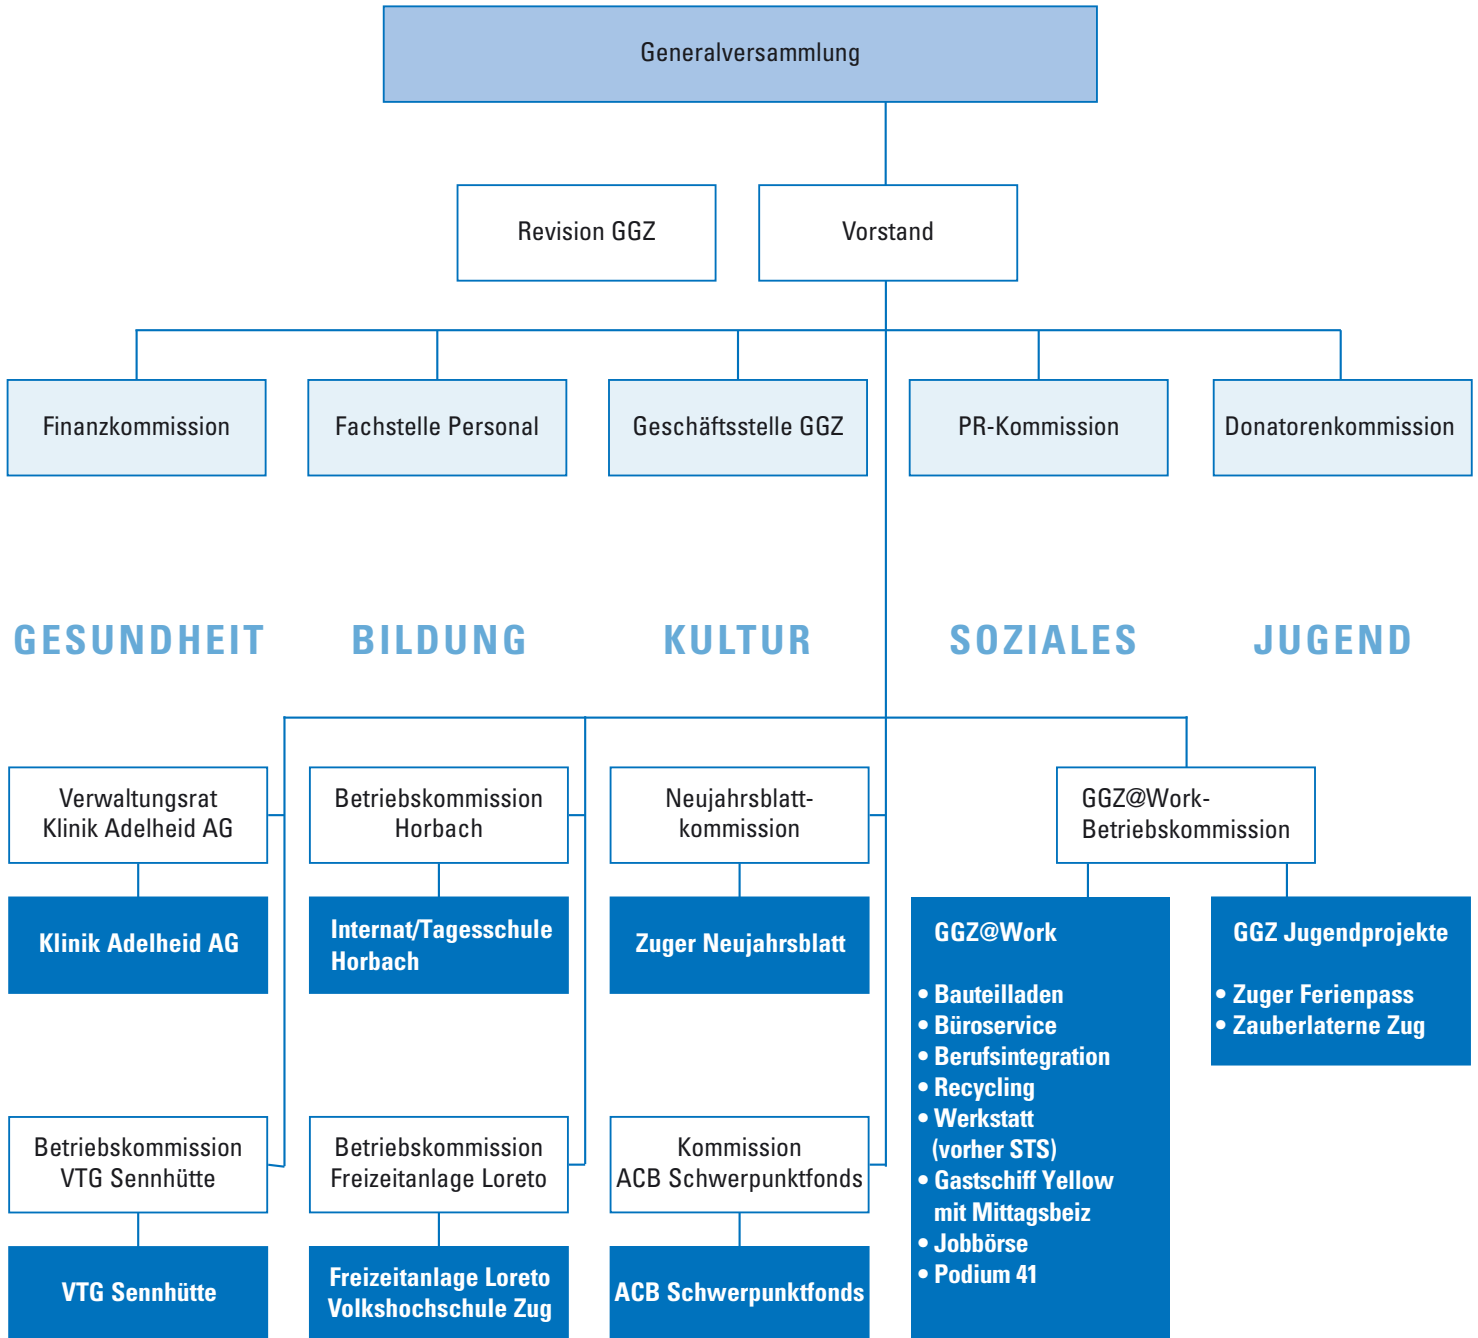 Generalversammlung
Revision GGZ
Vorstand
Finanzkommission
Fachstelle Personal
Geschäftsstelle GGZ
PR-Kommission
Donatorenkommission
GESUNDHEIT
BILDUNG
KULTUR
SOZIALES
JUGEND
Verwaltungsrat
Klinik Adelheid AG
Betriebskommission
Horbach
Neujahrsblatt-
kommission
GGZ@Work-
Betriebskommission
Klinik Adelheid AG
Internat/Tagesschule
Horbach
Zuger Neujahrsblatt
GGZ@Work
• Bauteilladen
• Büroservice
• Berufsintegration
• Recycling
• Werkstatt
(vorher STS)
• Gastschiff Yellow
mit Mittagsbeiz
• Jobbörse
• Podium 41
GGZ Jugendprojekte
• Zuger Ferienpass
• Zauberlaterne Zug
Betriebskommission
VTG Sennhütte
Betriebskommission
Freizeitanlage Loreto
Kommission
ACB Schwerpunktfonds
VTG Sennhütte
Freizeitanlage Loreto
Volkshochschule Zug
ACB Schwerpunktfonds